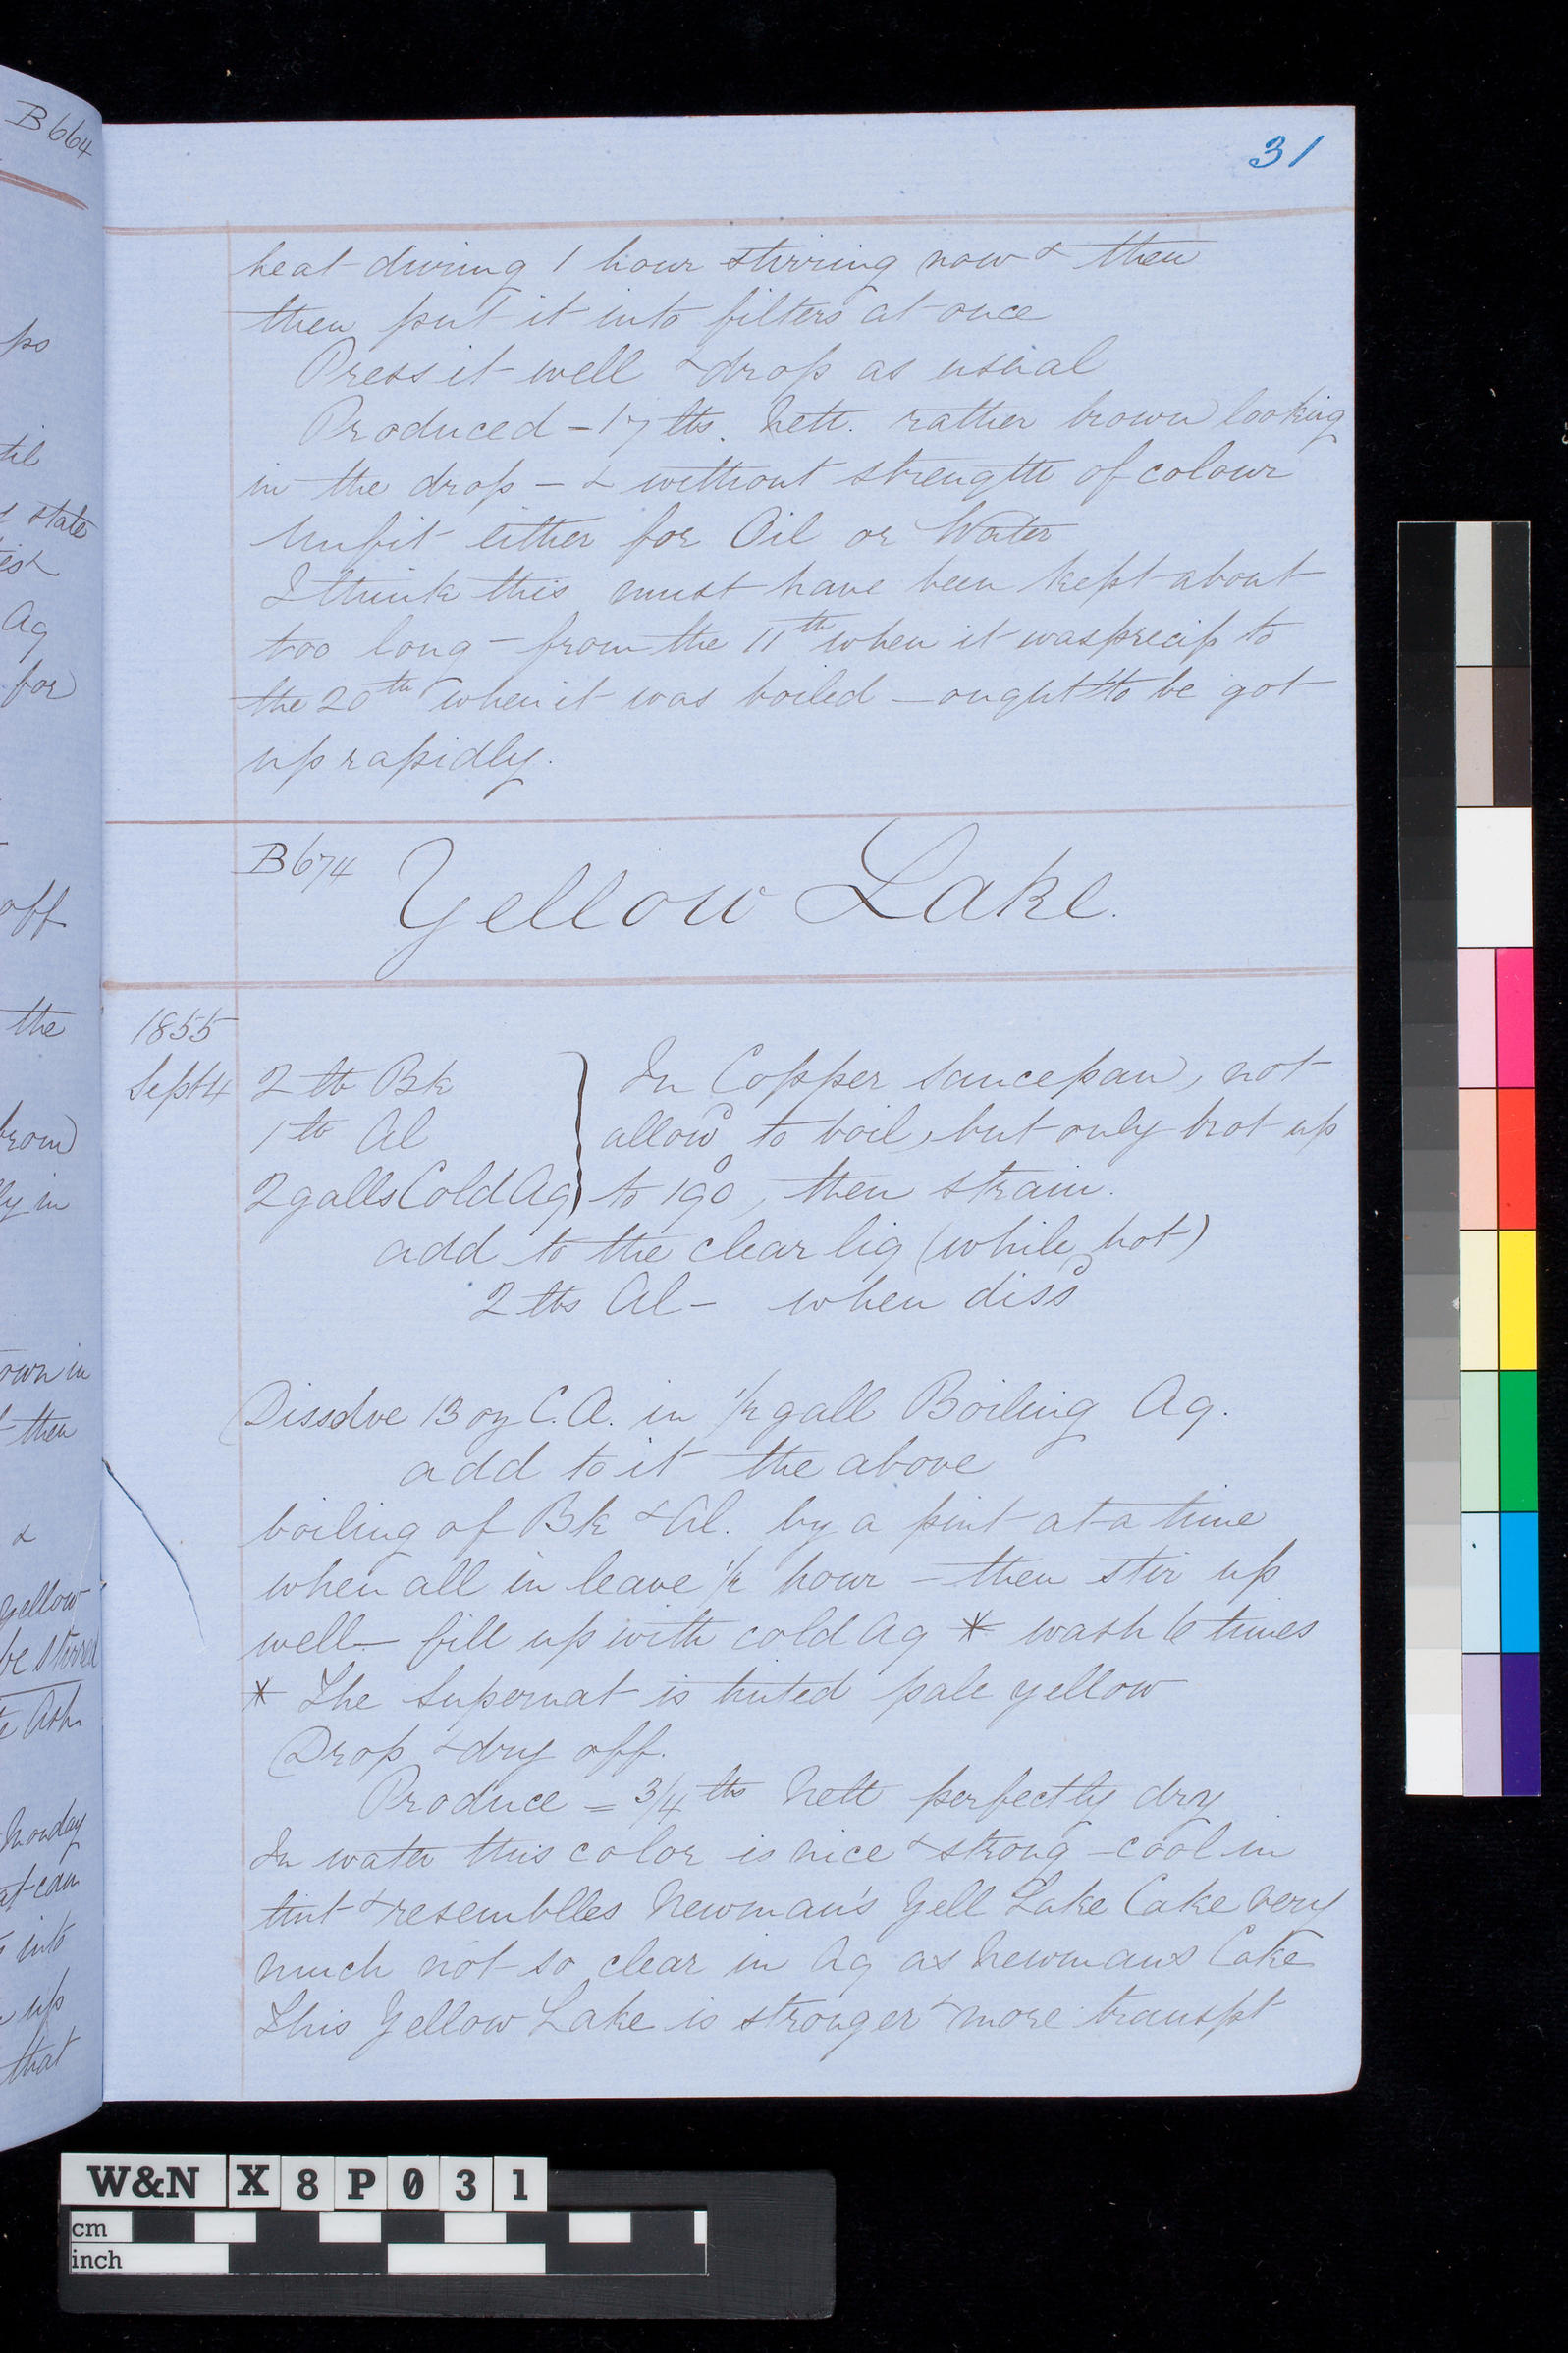 B664
31
heat during 1 hour stirring now & then
then put it into filters at once
Press it well & drop as usual
Produced - 17 lbs. Nett. rather brown looking
in the drop - & without strength of colour
Unfit either for Oil or Water
I think this must have been kept about
too long - from the 11th when it was precip to
the 20th when it was boiled - ought to be got
up rapidly.
B674 Yellow Lake.
1855
Sept 4 2 lb Bk } In Copper saucepan, not
1 lb Al allowd to boil, but only brot up
2 galls Cold Aq to 190°, then strain.
add to the clear liq (while hot)
2 lbs Al - when dissd
Dissolve 13 oz C.A. in 1/2 gall Boiling Aq.
add to it the above
boiling of Bk & Al. by a pint at a time
when all in leave 1/2 hour - then stir up
well - fill up with cold Aq * wash 6 times
* The Supernat is tinted pale yellow
Drop & dry off.
Produce = 3/4 lbs Nett perfectly dry
In water this color is nice & strong - cool in
tint & resemblles Newman's Yell Lake Cake very
much not so clear in Aq as Newmans Cake
This Yellow Lake is stronger & more transpt
po
til
state
Aq
for
off
the
from
ly in
own in
then
&
yellow
be stirred
Ash
Monday
at can
into
up
that
W&N X8P031
cm
inch